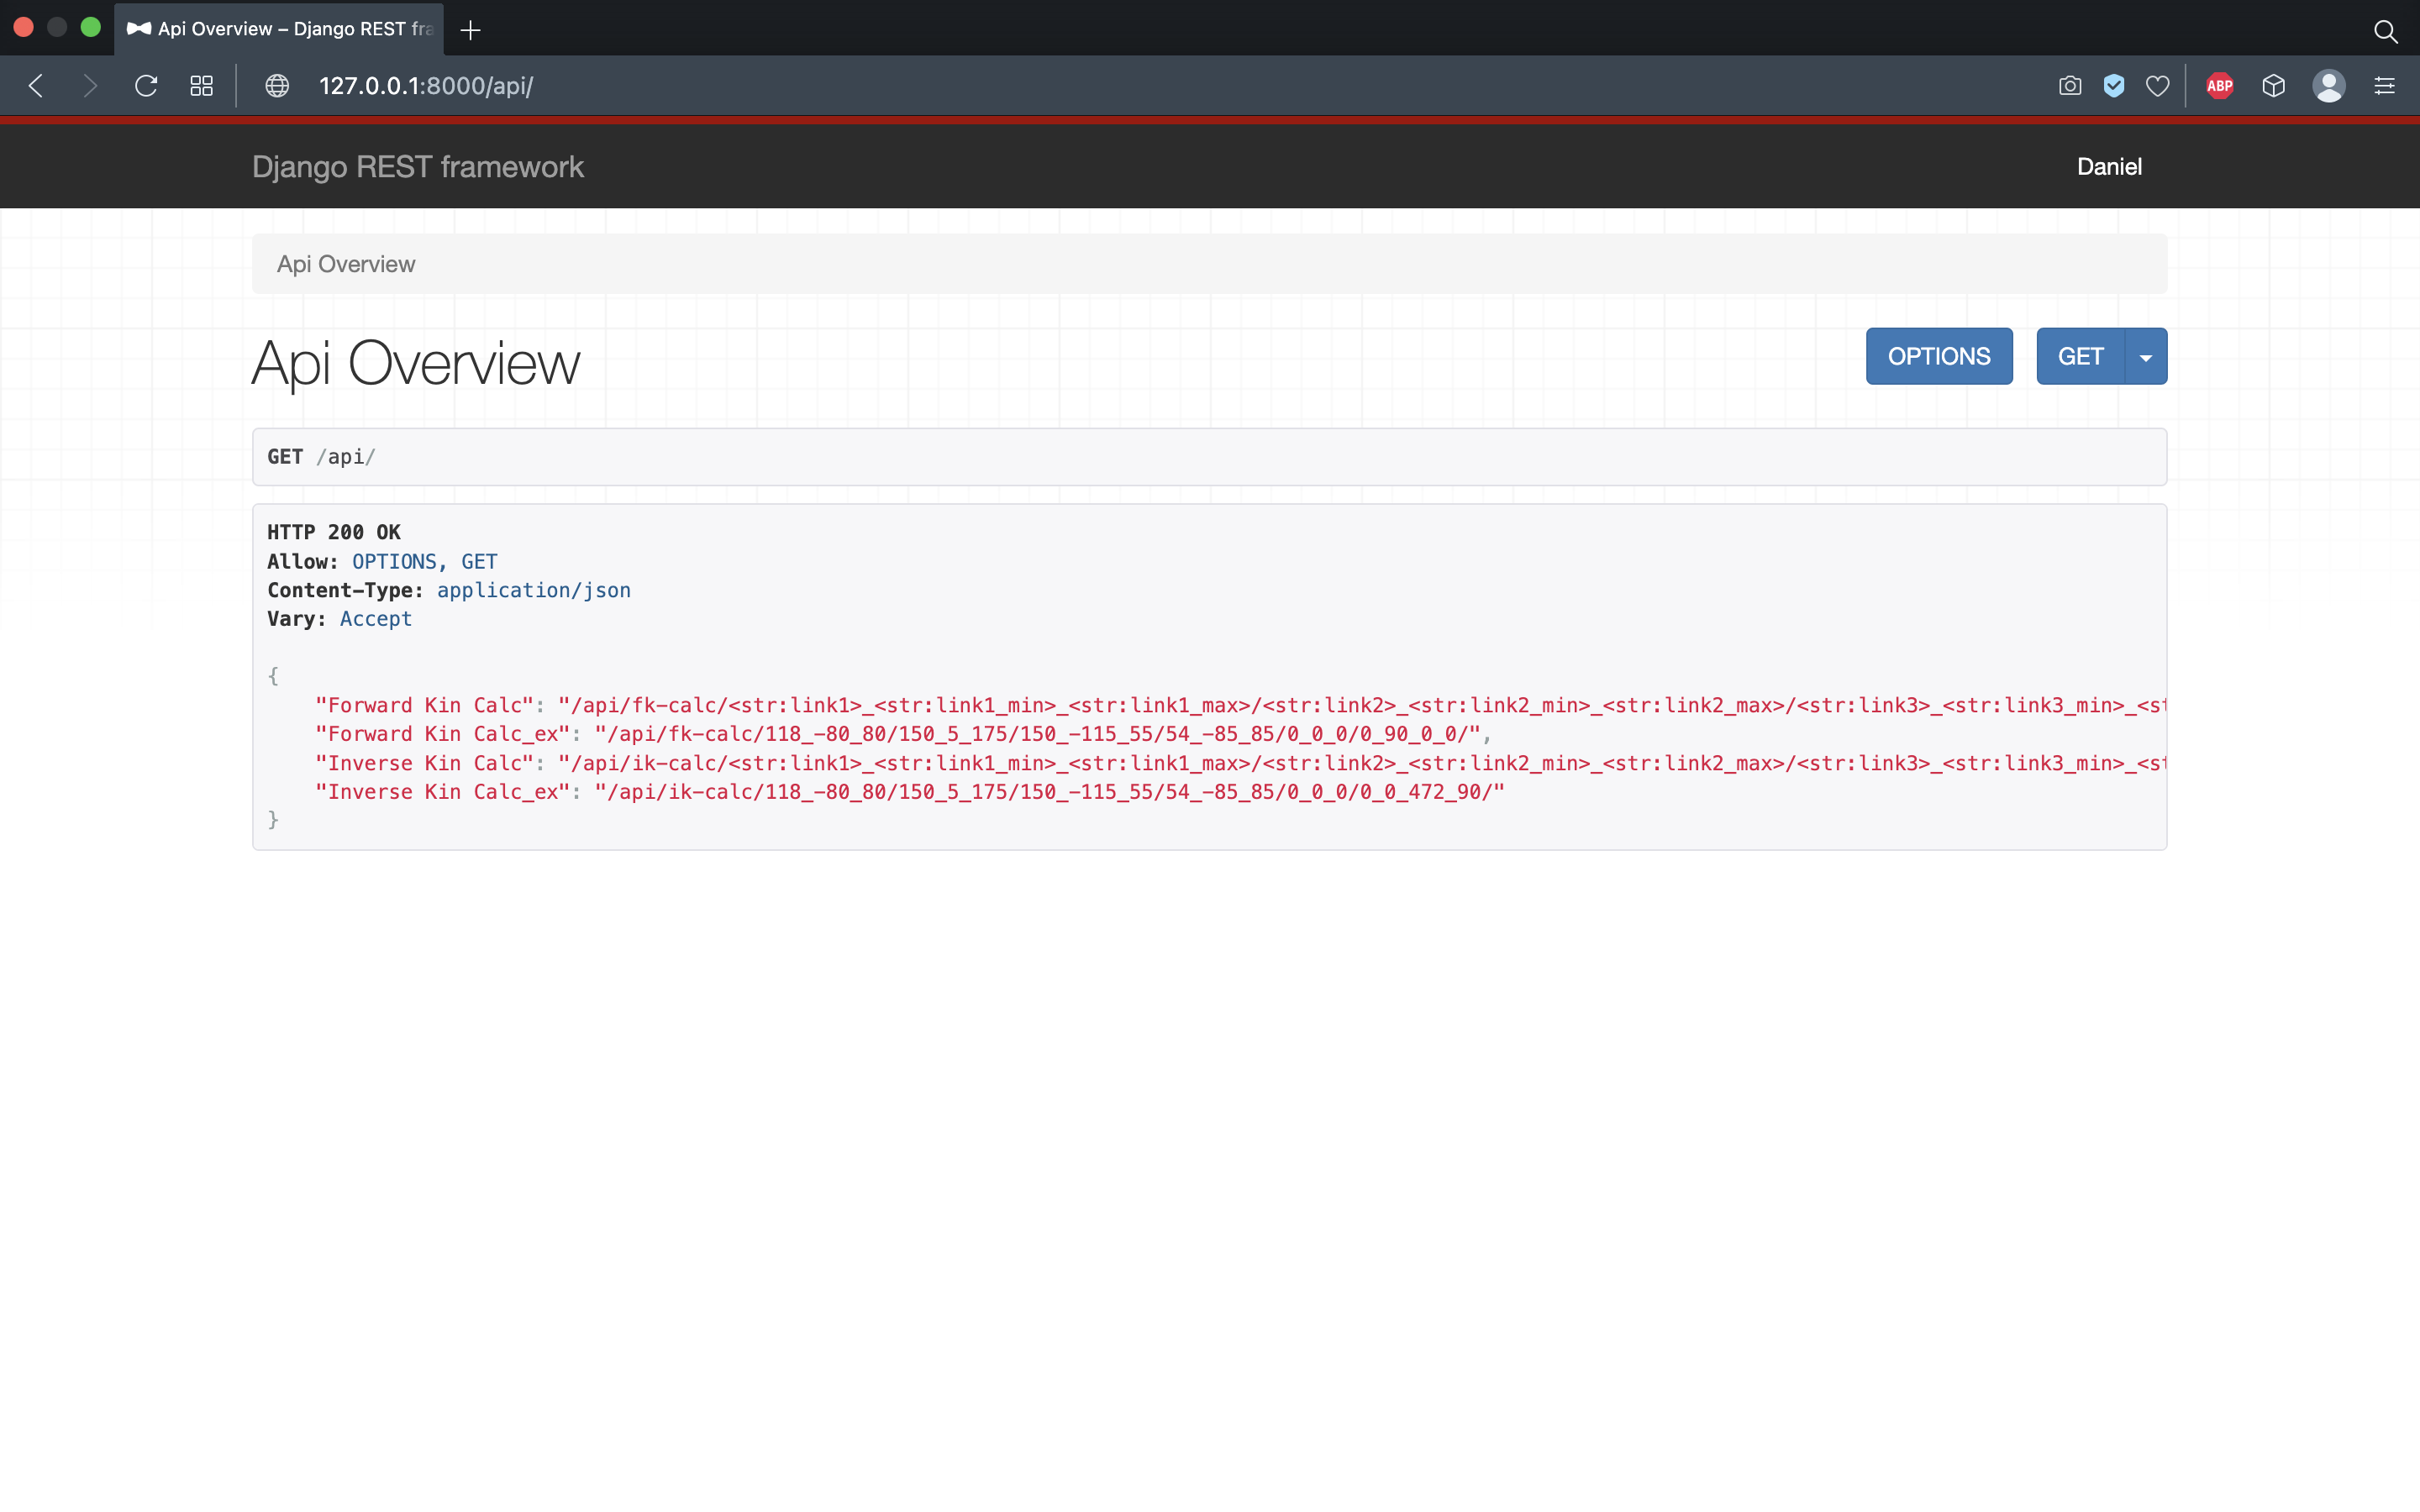 Api Overview – Django REST fra
127.0.0.1:8000/api/
ABP
Django REST framework
Daniel
Api Overview
Api Overview
OPTIONS
GET
GET /api/
HTTP 200 OK
Allow: OPTIONS, GET
Content-Type: application/json
Vary: Accept
{
"Forward Kin Calc": "/api/fk-calc/<str:link1>_<str:link1_min>_<str:link1_max>/<str:link2>_<str:link2_min>_<str:link2_max>/<str:link3>_<str:link3_min>_<st
"Forward Kin Calc_ex": "/api/fk-calc/118_-80_80/150_5_175/150_-115_55/54_-85_85/0_0_0/0_90_0_0/",
"Inverse Kin Calc": "/api/ik-calc/<str:link1>_<str:link1_min>_<str:link1_max>/<str:link2>_<str:link2_min>_<str:link2_max>/<str:link3>_<str:link3_min>_<st
"Inverse Kin Calc_ex": "/api/ik-calc/118_-80_80/150_5_175/150_-115_55/54_-85_85/0_0_0/0_0_472_90/"
}